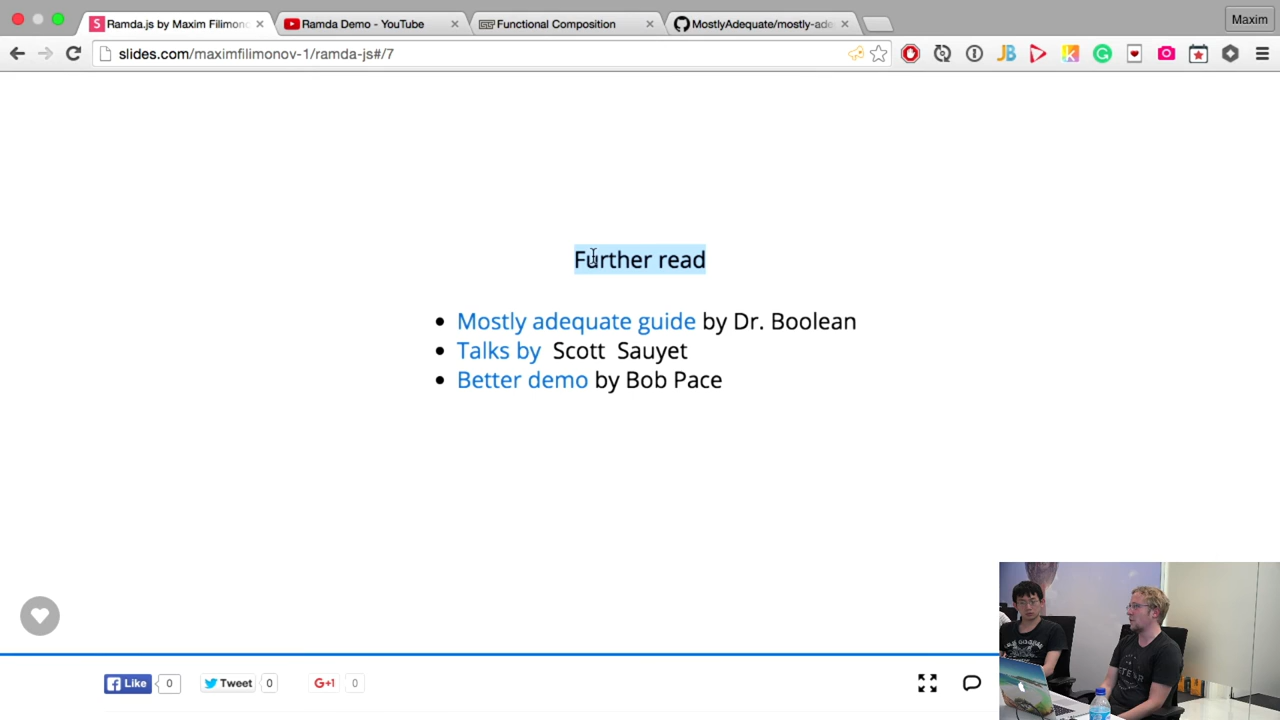 Ramda.js by Maxim Filimono
Ramda Demo - YouTube
Functional Composition
MostlyAdequate/mostly-ade
Maxim
slides.com/maximfilimonov-1/ramda-js#/7
Further read
Mostly adequate guide by Dr. Boolean
Talks by Scott Sauyet
Better demo by Bob Pace
Like 0
Tweet 0
G+1 0